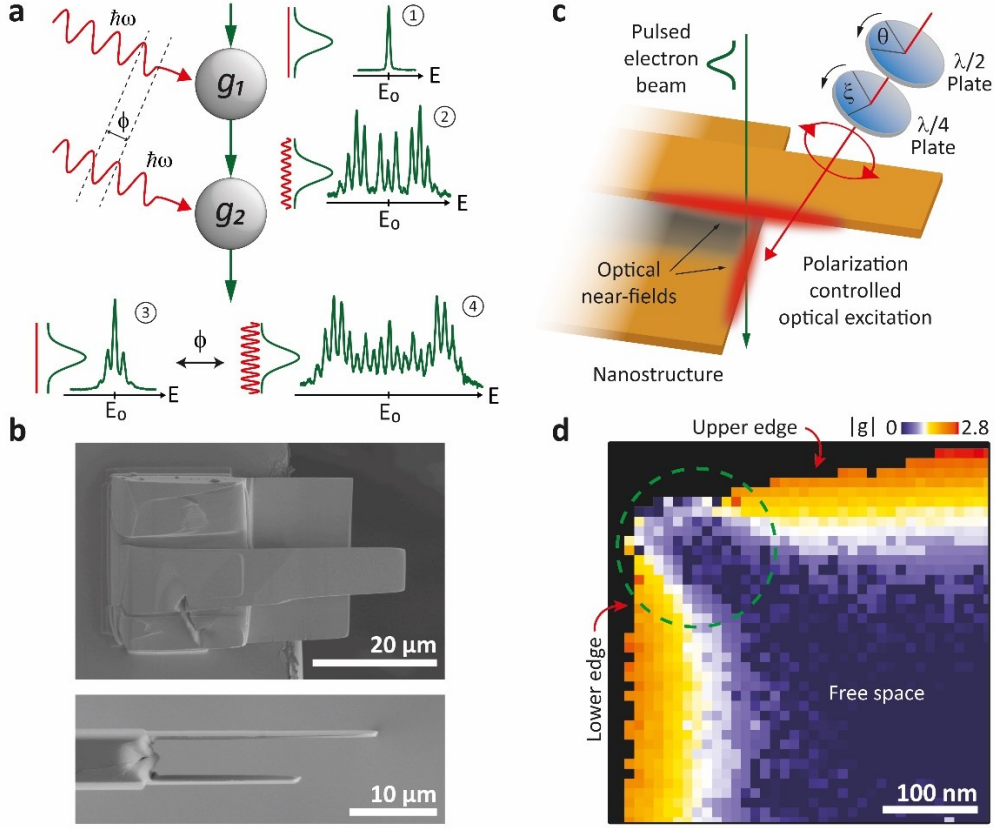 a
ħω
g₁
ϕ
ħω
g₂
①
E
E₀
②
E
E₀
③
E
E₀
ϕ
④
E
E₀
b
20 µm
10 µm
c
Pulsed
electron
beam
θ
λ/2
Plate
ξ
λ/4
Plate
Optical
near-fields
Polarization
controlled
optical excitation
Nanostructure
d
|g| 0 2.8
Upper edge
Lower edge
Free space
100 nm